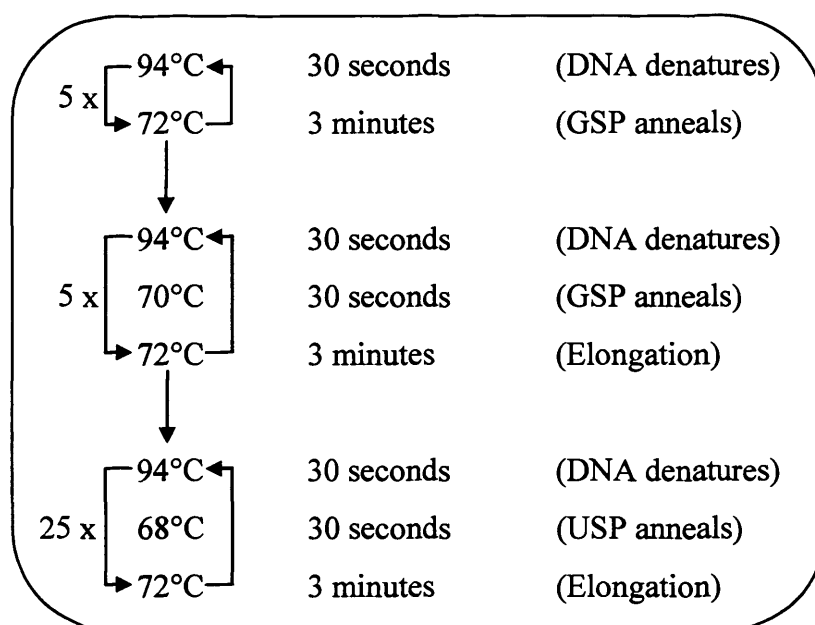 94°C 30 seconds (DNA denatures)
5 x
72°C 3 minutes (GSP anneals)
94°C 30 seconds (DNA denatures)
5 x 70°C 30 seconds (GSP anneals)
72°C 3 minutes (Elongation)
94°C 30 seconds (DNA denatures)
25 x 68°C 30 seconds (USP anneals)
72°C 3 minutes (Elongation)